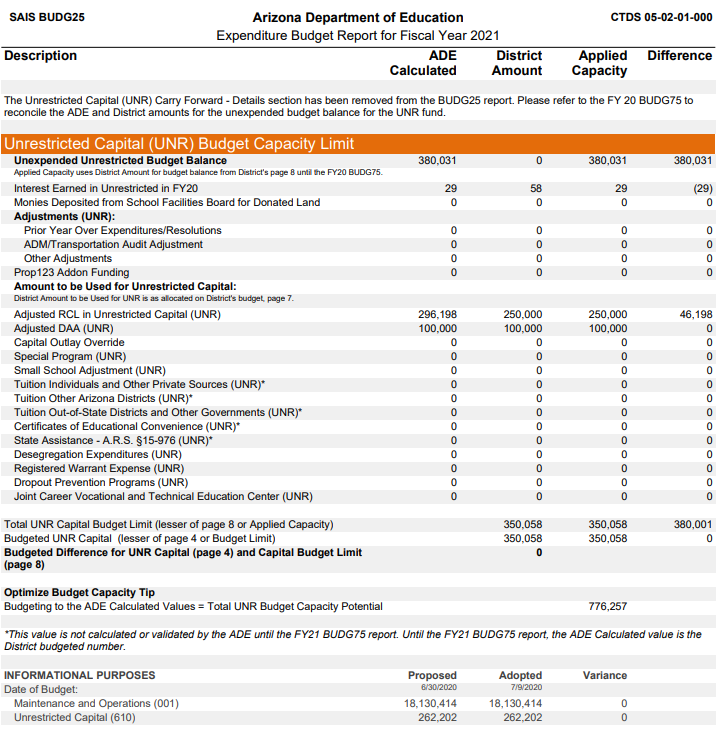 SAIS BUDG25 Arizona Department of Education CTDS 05-02-01-000
Expenditure Budget Report for Fiscal Year 2021
Description ADE Calculated District Amount Applied Capacity Difference
The Unrestricted Capital (UNR) Carry Forward - Details section has been removed from the BUDG25 report. Please refer to the FY 20 BUDG75 to
reconcile the ADE and District amounts for the unexpended budget balance for the UNR fund.
Unrestricted Capital (UNR) Budget Capacity Limit
Unexpended Unrestricted Budget Balance 380,031 0 380,031 380,031
Applied Capacity uses District Amount for budget balance from District's page 8 until the FY20 BUDG75.
Interest Earned in Unrestricted in FY20 29 58 29 (29)
Monies Deposited from School Facilities Board for Donated Land 0 0 0 0
Adjustments (UNR):
Prior Year Over Expenditures/Resolutions 0 0 0 0
ADM/Transportation Audit Adjustment 0 0 0 0
Other Adjustments 0 0 0 0
Prop123 Addon Funding 0 0 0 0
Amount to be Used for Unrestricted Capital:
District Amount to be Used for UNR is as allocated on District's budget, page 7.
Adjusted RCL in Unrestricted Capital (UNR) 296,198 250,000 250,000 46,198
Adjusted DAA (UNR) 100,000 100,000 100,000 0
Capital Outlay Override 0 0 0 0
Special Program (UNR) 0 0 0 0
Small School Adjustment (UNR) 0 0 0 0
Tuition Individuals and Other Private Sources (UNR)* 0 0 0 0
Tuition Other Arizona Districts (UNR)* 0 0 0 0
Tuition Out-of-State Districts and Other Governments (UNR)* 0 0 0 0
Certificates of Educational Convenience (UNR)* 0 0 0 0
State Assistance - A.R.S. §15-976 (UNR)* 0 0 0 0
Desegregation Expenditures (UNR) 0 0 0 0
Registered Warrant Expense (UNR) 0 0 0 0
Dropout Prevention Programs (UNR) 0 0 0 0
Joint Career Vocational and Technical Education Center (UNR) 0 0 0 0
Total UNR Capital Budget Limit (lesser of page 8 or Applied Capacity) 350,058 350,058 380,001
Budgeted UNR Capital (lesser of page 4 or Budget Limit) 350,058 350,058 0
Budgeted Difference for UNR Capital (page 4) and Capital Budget Limit 0
(page 8)
Optimize Budget Capacity Tip
Budgeting to the ADE Calculated Values = Total UNR Budget Capacity Potential 776,257
*This value is not calculated or validated by the ADE until the FY21 BUDG75 report. Until the FY21 BUDG75 report, the ADE Calculated value is the
District budgeted number.
INFORMATIONAL PURPOSES Proposed Adopted Variance
Date of Budget: 6/30/2020 7/9/2020
Maintenance and Operations (001) 18,130,414 18,130,414 0
Unrestricted Capital (610) 262,202 262,202 0